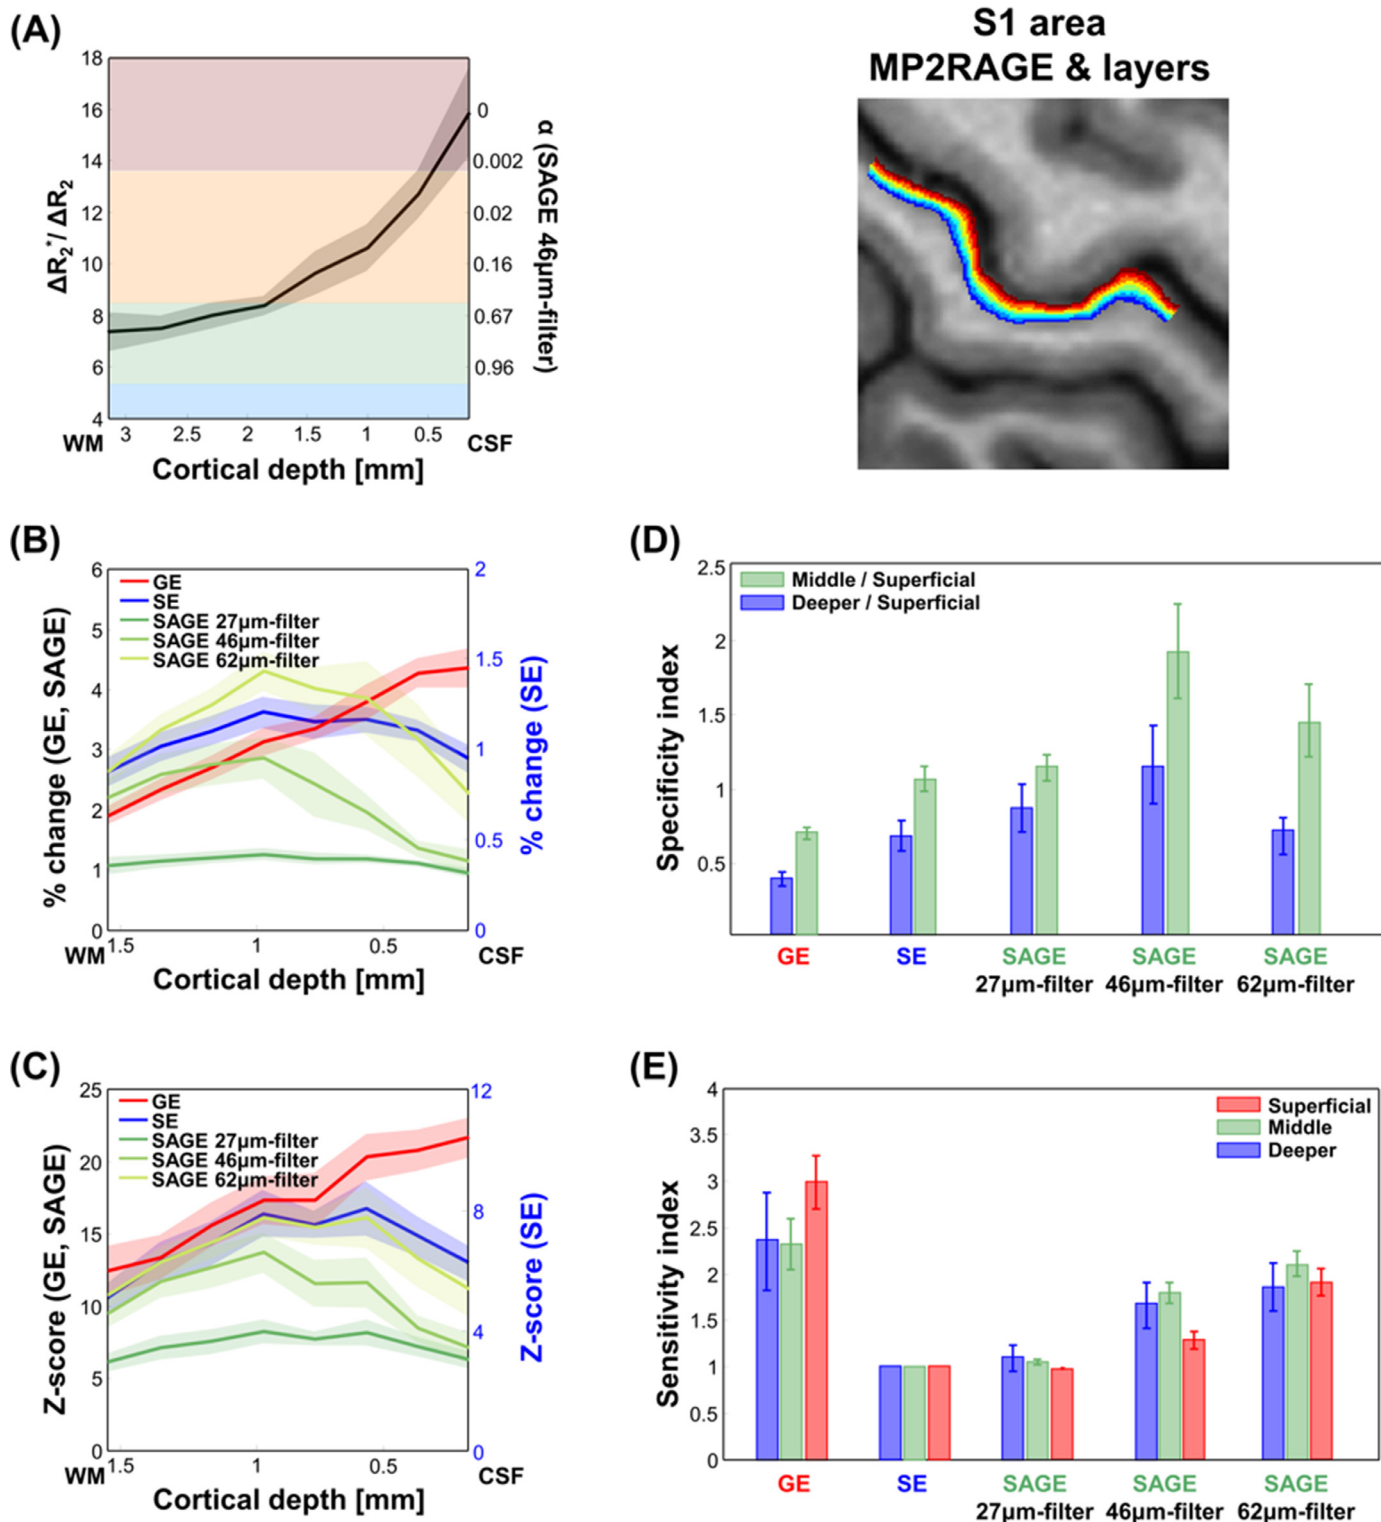 (A)
S1 area
MP2RAGE & layers
18
16
14
12
10
8
6
4
ΔR₂*/ ΔR₂
0
0.002
0.02
0.16
0.67
0.96
α (SAGE 46µm-filter)
WM 3 2.5 2 1.5 1 0.5 CSF
Cortical depth [mm]
(B)
6
5
4
3
2
1
0
% change (GE, SAGE)
GE
SE
SAGE 27µm-filter
SAGE 46µm-filter
SAGE 62µm-filter
2
1.5
1
0.5
0
% change (SE)
WM 1.5 1 0.5 CSF
Cortical depth [mm]
(D)
2.5
2
1.5
1
0.5
Specificity index
Middle / Superficial
Deeper / Superficial
GE SE SAGE SAGE SAGE
27µm-filter 46µm-filter 62µm-filter
(C)
25
20
15
10
5
0
Z-score (GE, SAGE)
GE
SE
SAGE 27µm-filter
SAGE 46µm-filter
SAGE 62µm-filter
12
8
4
0
Z-score (SE)
WM 1.5 1 0.5 CSF
Cortical depth [mm]
(E)
4
3.5
3
2.5
2
1.5
1
0.5
0
Sensitivity index
Superficial
Middle
Deeper
GE SE SAGE SAGE SAGE
27µm-filter 46µm-filter 62µm-filter